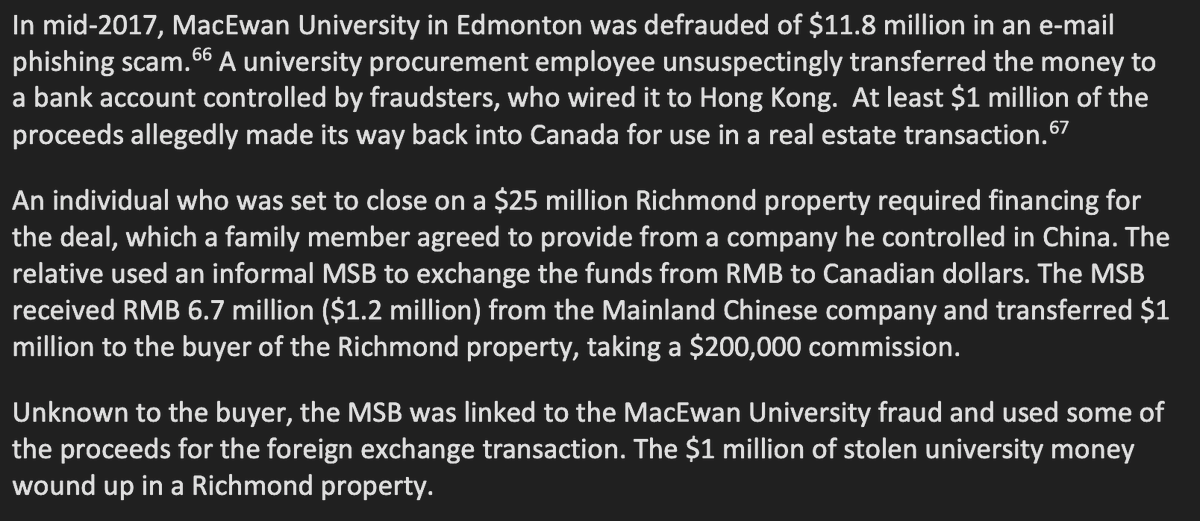 In mid-2017, MacEwan University in Edmonton was defrauded of $11.8 million in an e-mail
phishing scam.66 A university procurement employee unsuspectingly transferred the money to
a bank account controlled by fraudsters, who wired it to Hong Kong.  At least $1 million of the
proceeds allegedly made its way back into Canada for use in a real estate transaction.67
An individual who was set to close on a $25 million Richmond property required financing for
the deal, which a family member agreed to provide from a company he controlled in China. The
relative used an informal MSB to exchange the funds from RMB to Canadian dollars. The MSB
received RMB 6.7 million ($1.2 million) from the Mainland Chinese company and transferred $1
million to the buyer of the Richmond property, taking a $200,000 commission.
Unknown to the buyer, the MSB was linked to the MacEwan University fraud and used some of
the proceeds for the foreign exchange transaction. The $1 million of stolen university money
wound up in a Richmond property.